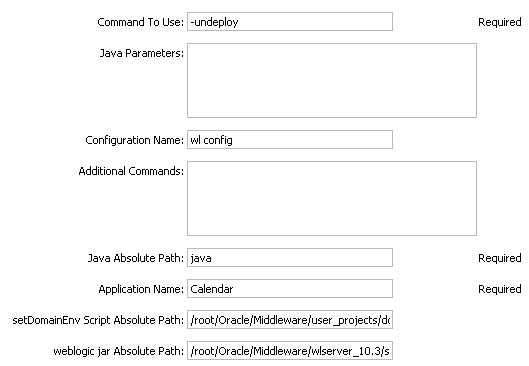 Command To Use: -undeploy Required
Java Parameters:
Configuration Name: wl config
Additional Commands:
Java Absolute Path: java Required
Application Name: Calendar Required
setDomainEnv Script Absolute Path: /root/Oracle/Middleware/user_projects/do
weblogic jar Absolute Path: /root/Oracle/Middleware/wlserver_10.3/s